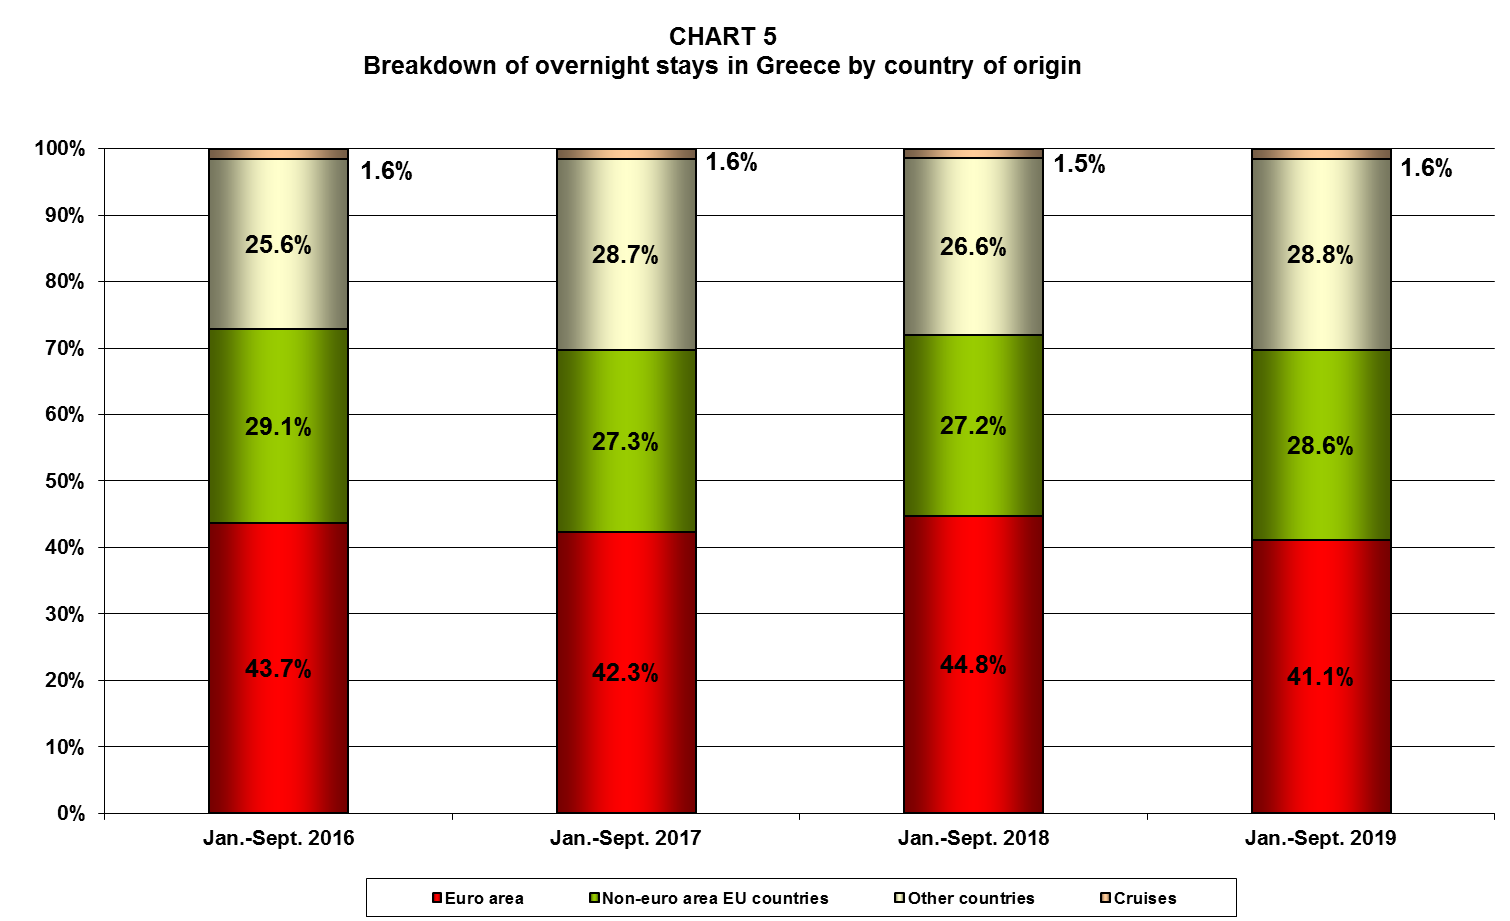 CHART 5
Breakdown of overnight stays in Greece by country of origin
100%
90%
80%
70%
60%
50%
40%
30%
20%
10%
0%
1.6%
25.6%
29.1%
43.7%
1.6%
28.7%
27.3%
42.3%
1.5%
26.6%
27.2%
44.8%
1.6%
28.8%
28.6%
41.1%
Jan.-Sept. 2016
Jan.-Sept. 2017
Jan.-Sept. 2018
Jan.-Sept. 2019
Euro area
Non-euro area EU countries
Other countries
Cruises